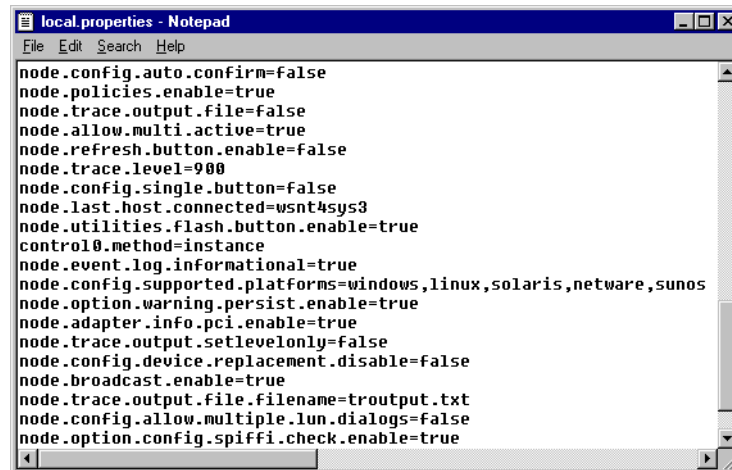 local.properties - Notepad
File Edit Search Help
node.config.auto.confirm=false
node.policies.enable=true
node.trace.output.file=false
node.allow.multi.active=true
node.refresh.button.enable=false
node.trace.level=900
node.config.single.button=false
node.last.host.connected=wsnt4sys3
node.utilities.flash.button.enable=true
control0.method=instance
node.event.log.informational=true
node.config.supported.platforms=windows,linux,solaris,netware,sunos
node.option.warning.persist.enable=true
node.adapter.info.pci.enable=true
node.trace.output.setlevelonly=false
node.config.device.replacement.disable=false
node.broadcast.enable=true
node.trace.output.file.filename=troutput.txt
node.config.allow.multiple.lun.dialogs=false
node.option.config.spiffi.check.enable=true